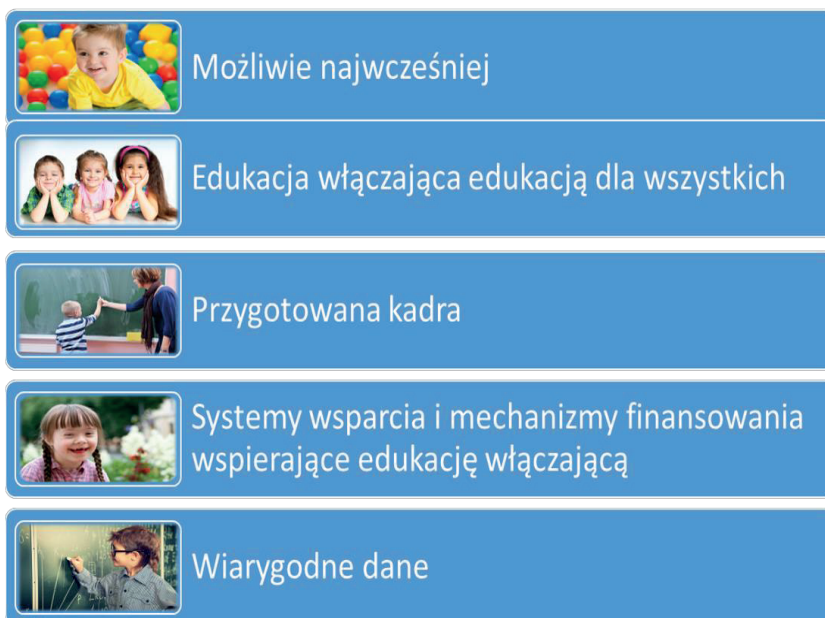 Możliwie najwcześniej
Edukacja włączająca edukacją dla wszystkich
Przygotowana kadra
Systemy wsparcia i mechanizmy finansowania
wspierające edukację włączającą
Wiarygodne dane